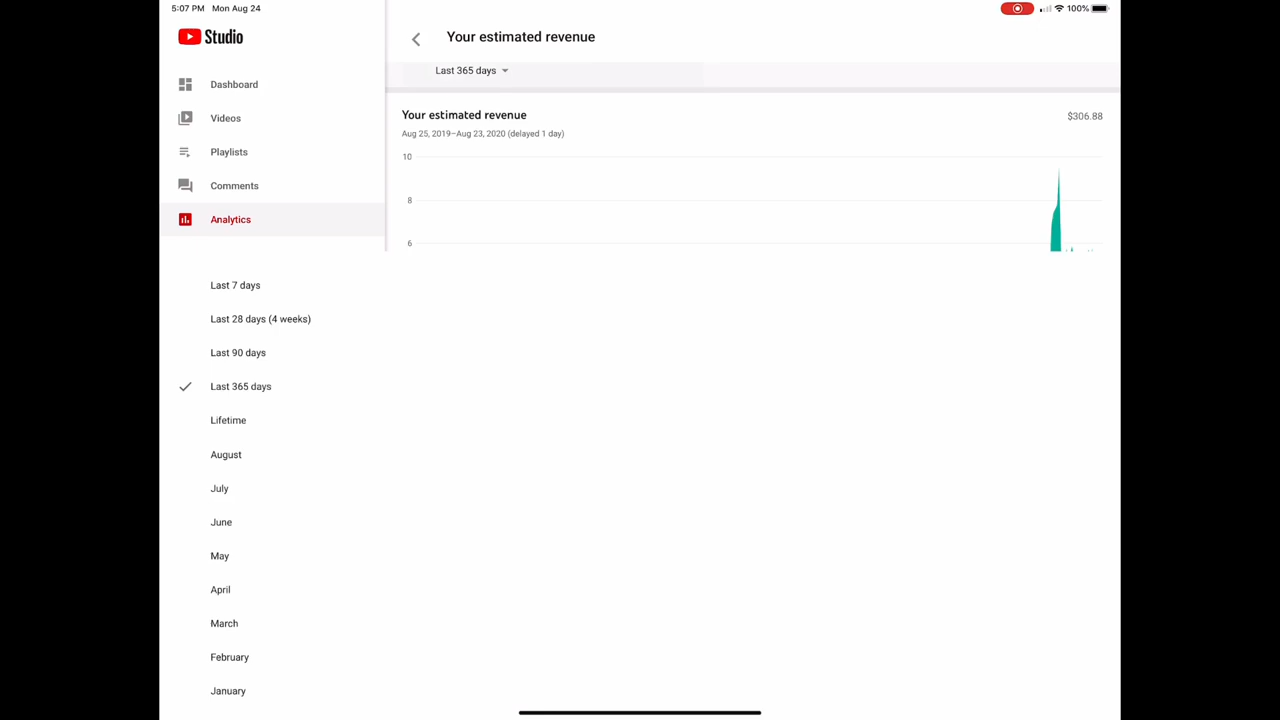 5:07 PM Mon Aug 24
100%
Studio
Your estimated revenue
Last 365 days
Dashboard
Videos
Playlists
Comments
Analytics
Your estimated revenue
$306.88
Aug 25, 2019–Aug 23, 2020 (delayed 1 day)
10
8
6
Last 7 days
Last 28 days (4 weeks)
Last 90 days
Last 365 days
Lifetime
August
July
June
May
April
March
February
January